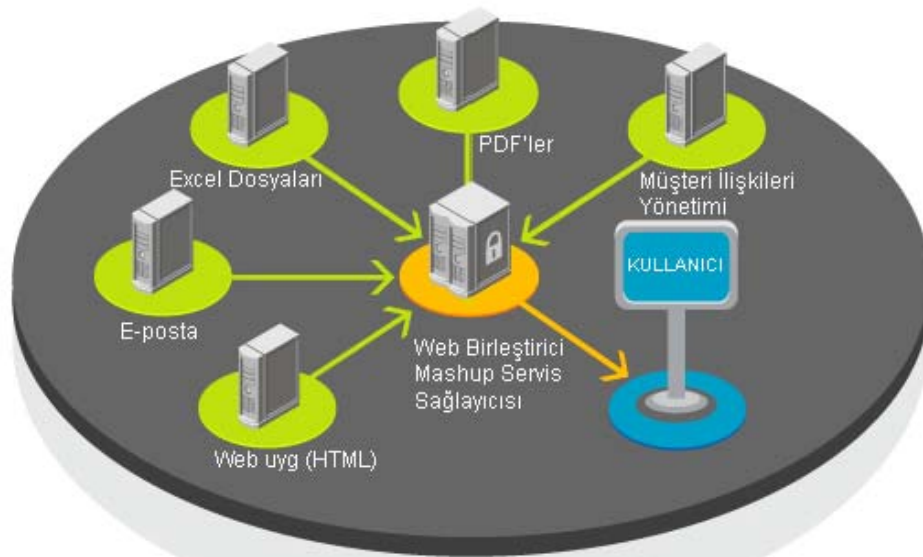 PDF'ler
Excel Dosyaları
Müşteri İlişkileri
Yönetimi
KULLANICI
E-posta
Web Birleştirici
Mashup Servis
Sağlayıcısı
Web uyg (HTML)